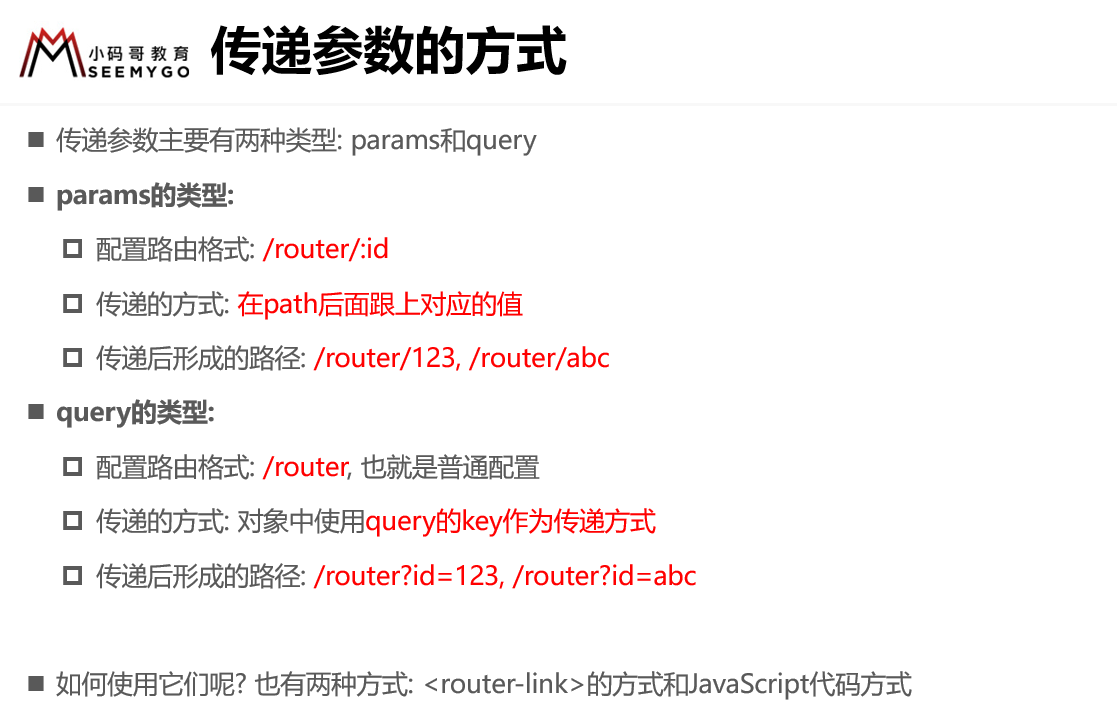 小码哥教育
SEEMYGO
传递参数的方式
传递参数主要有两种类型: params和query
params的类型:
配置路由格式: /router/:id
传递的方式: 在path后面跟上对应的值
传递后形成的路径: /router/123, /router/abc
query的类型:
配置路由格式: /router, 也就是普通配置
传递的方式: 对象中使用query的key作为传递方式
传递后形成的路径: /router?id=123, /router?id=abc
如何使用它们呢? 也有两种方式: <router-link>的方式和JavaScript代码方式